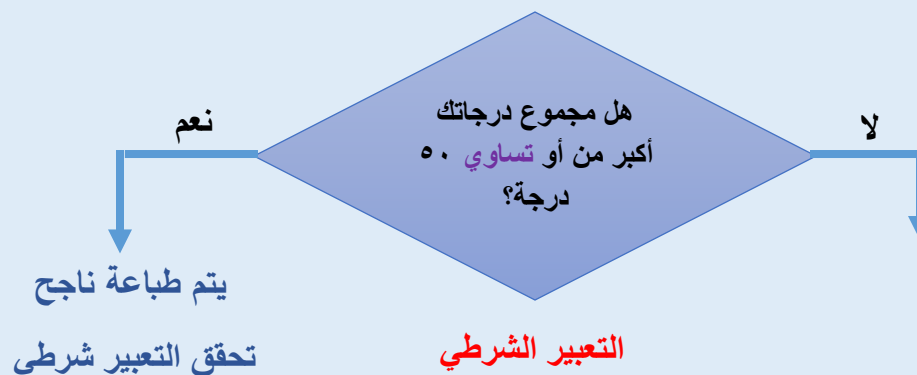 هل مجموع درجاتك
أكبر من أو تساوي ٥٠
درجة؟
لا
نعم
يتم طباعة ناجح
التعبير الشرطي
تحقق التعبير شرطي